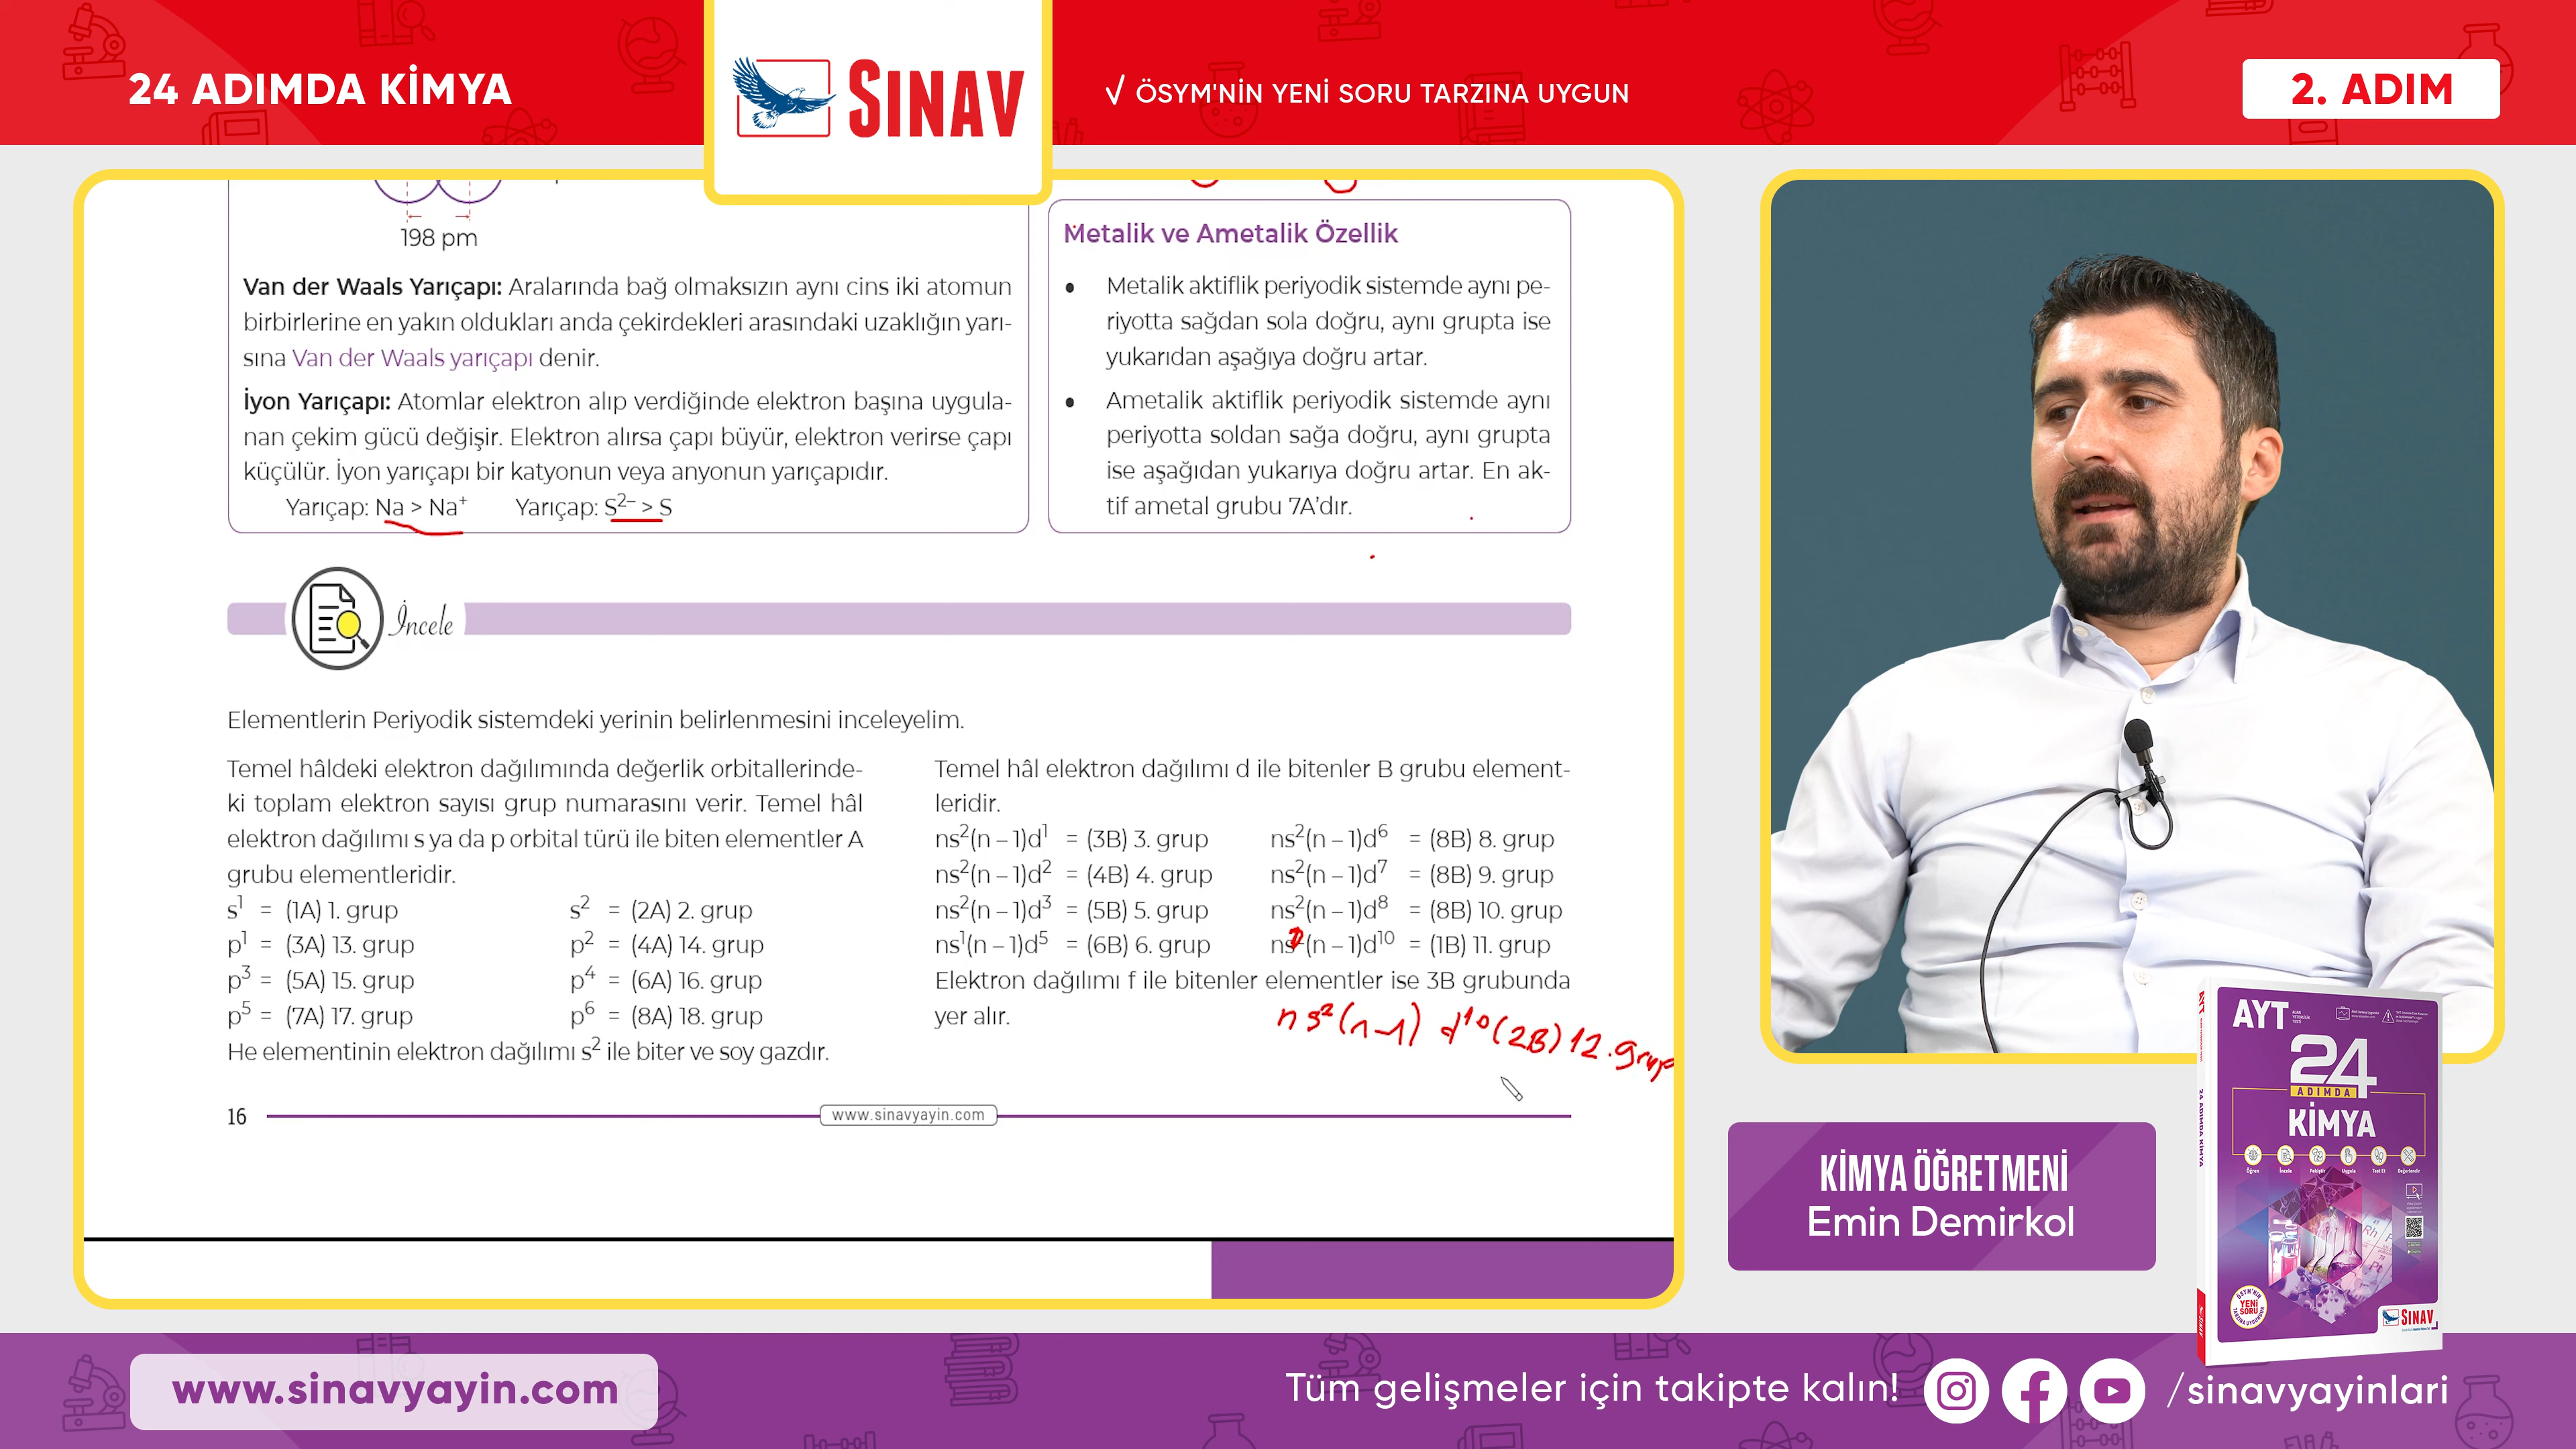 24 ADIMDA KİMYA
SINAV
√ ÖSYM'NİN YENİ SORU TARZINA UYGUN
2. ADIM
198 pm
Van der Waals Yarıçapı: Aralarında bağ olmaksızın aynı cins iki atomun
birbirlerine en yakın oldukları anda çekirdekleri arasındaki uzaklığın yarı-
sına Van der Waals yarıçapı denir.
İyon Yarıçapı: Atomlar elektron alıp verdiğinde elektron başına uygula-
nan çekim gücü değişir. Elektron alırsa çapı büyür, elektron verirse çapı
küçülür. İyon yarıçapı bir katyonun veya anyonun yarıçapıdır.
Yarıçap: Na > Na⁺ Yarıçap: S²⁻ > S
Metalik ve Ametalik Özellik
• Metalik aktiflik periyodik sistemde aynı pe-
riyotta sağdan sola doğru, aynı grupta ise
yukarıdan aşağıya doğru artar.
• Ametalik aktiflik periyodik sistemde aynı
periyotta soldan sağa doğru, aynı grupta
ise aşağıdan yukarıya doğru artar. En ak-
tif ametal grubu 7A'dır.
İncele
Elementlerin Periyodik sistemdeki yerinin belirlenmesini inceleyelim.
Temel hâldeki elektron dağılımında değerlik orbitallerinde-
ki toplam elektron sayısı grup numarasını verir. Temel hâl
elektron dağılımı s ya da p orbital türü ile biten elementler A
grubu elementleridir.
s¹ = (1A) 1. grup s² = (2A) 2. grup
p¹ = (3A) 13. grup p² = (4A) 14. grup
p³ = (5A) 15. grup p⁴ = (6A) 16. grup
p⁵ = (7A) 17. grup p⁶ = (8A) 18. grup
He elementinin elektron dağılımı s² ile biter ve soy gazdır.
Temel hâl elektron dağılımı d ile bitenler B grubu element-
leridir.
ns²(n – 1)d¹ = (3B) 3. grup ns²(n – 1)d⁶ = (8B) 8. grup
ns²(n – 1)d² = (4B) 4. grup ns²(n – 1)d⁷ = (8B) 9. grup
ns²(n – 1)d³ = (5B) 5. grup ns²(n – 1)d⁸ = (8B) 10. grup
ns¹(n – 1)d⁵ = (6B) 6. grup ns (n – 1)d¹⁰ = (1B) 11. grup
Elektron dağılımı f ile bitenler elementler ise 3B grubunda
yer alır.
ns²(n-1) d¹⁰(2B) 12.grup
16
www.sinavyayin.com
KİMYA ÖĞRETMENİ
Emin Demirkol
AYT
24
ADIMDA
KİMYA
ÖSYM'NİN
YENİ
SORU
SINAV
www.sinavyayin.com
Tüm gelişmeler için takipte kalın!
/sinavyayinlari